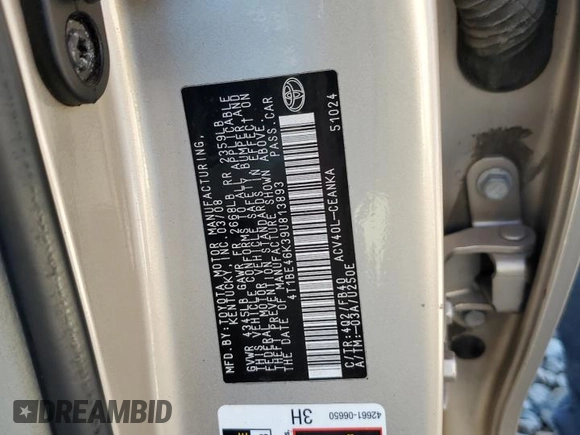 MFD.BY:TOYOTA MOTOR MANUFACTURING,
KENTUCKY, INC. 03/08
GVWR 4345LB GAWR FR 2668LB RR 2359LB
THIS VEHICLE CONFORMS TO ALL APPLICABLE
FEDERAL MOTOR VEHICLE SAFETY, BUMPER, AND
THEFT PREVENTION STANDARDS IN EFFECT ON
THE DATE OF MANUFACTURE SHOWN ABOVE.
4T1BE46K39U813893 PASS.CAR
ACV40L-CEANKA
C/TR:4Q2/FB40
A/TM:-03A/U250E 51024
42661-06650
3H
DREAMBID